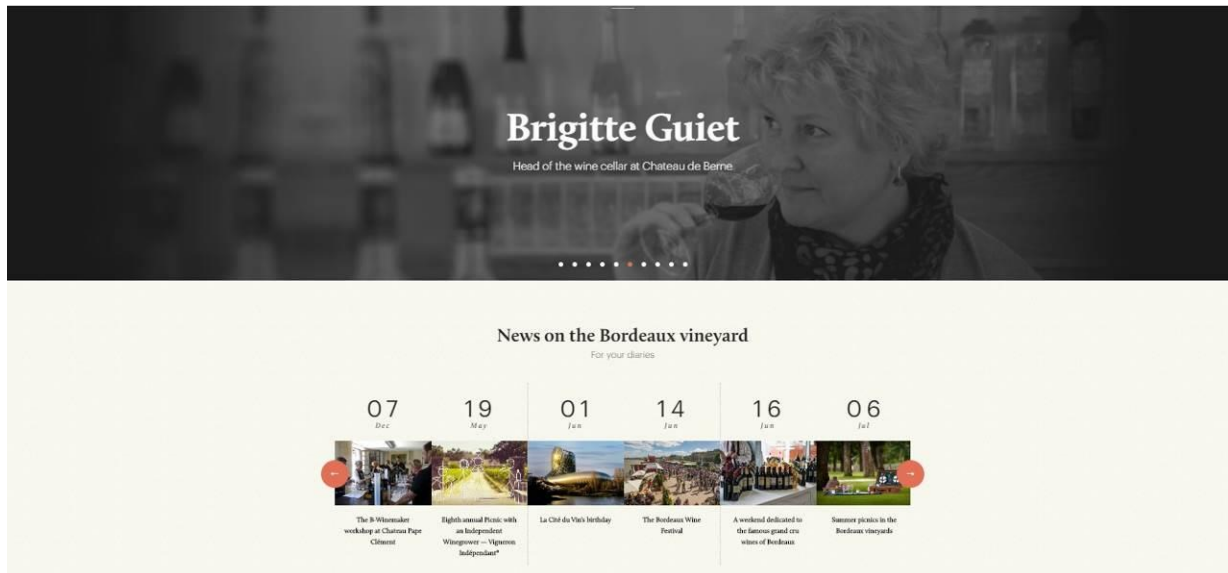 Brigitte Guiet
Head of the wine cellar at Chateau de Berne
News on the Bordeaux vineyard
For your diaries
07
Dec
19
May
01
Jun
14
Jun
16
Jun
06
Jul
The B-Winemaker
workshop at Chateau Pape
Clément
Eighth annual Picnic with
an Independent
Winegrower — Vigneron
Indépendant®
La Cité du Vin's birthday
The Bordeaux Wine
Festival
A weekend dedicated to
the famous grand cru
wines of Bordeaux
Summer picnics in the
Bordeaux vineyards